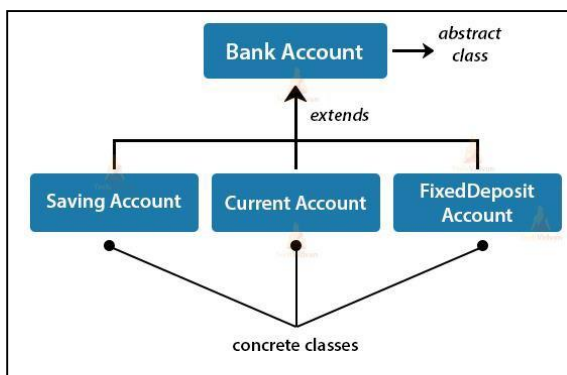 Bank Account
abstract
class
extends
Saving Account
Current Account
FixedDeposit
Account
concrete classes